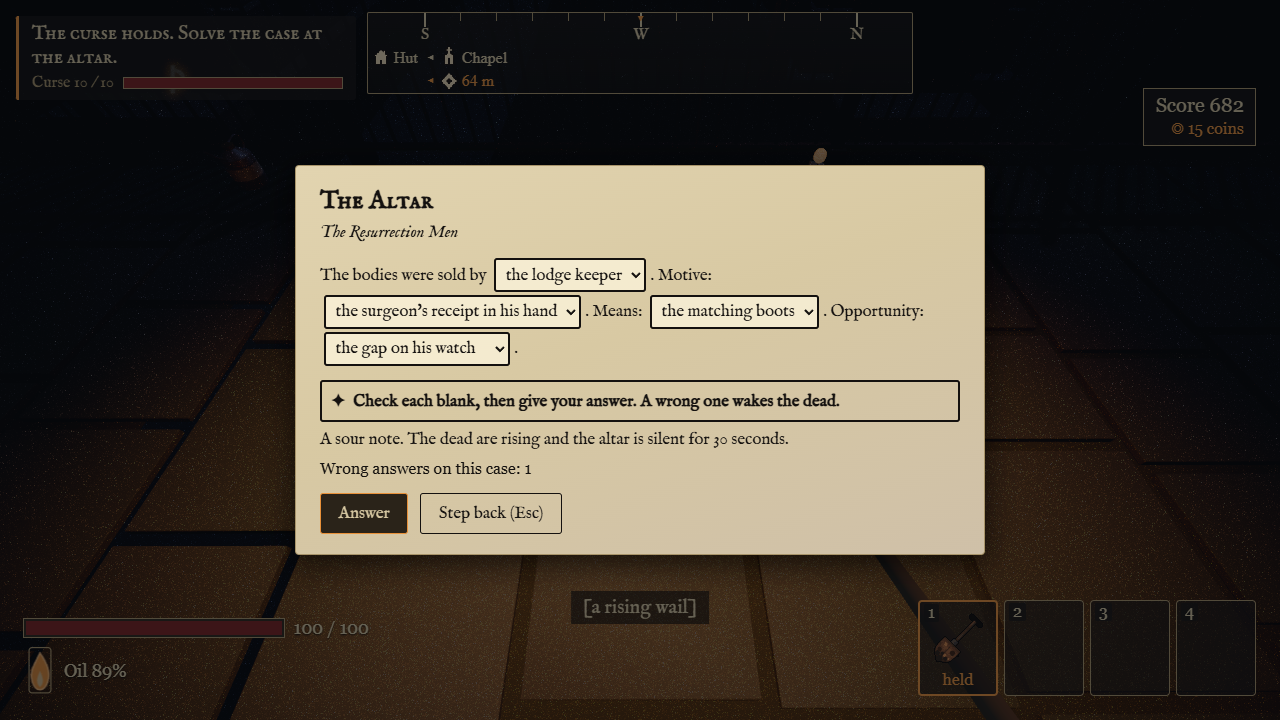 The curse holds. Solve the case at the altar.
Curse 10/10
S W N
Hut Chapel
64 m
Score 682
15 coins
The Altar
The Resurrection Men
The bodies were sold by the lodge keeper . Motive:
the surgeon's receipt in his hand . Means: the matching boots . Opportunity:
the gap on his watch .
✦ Check each blank, then give your answer. A wrong one wakes the dead.
A sour note. The dead are rising and the altar is silent for 30 seconds.
Wrong answers on this case: 1
Answer Step back (Esc)
[a rising wail]
100 / 100
Oil 89%
1 2 3 4
held